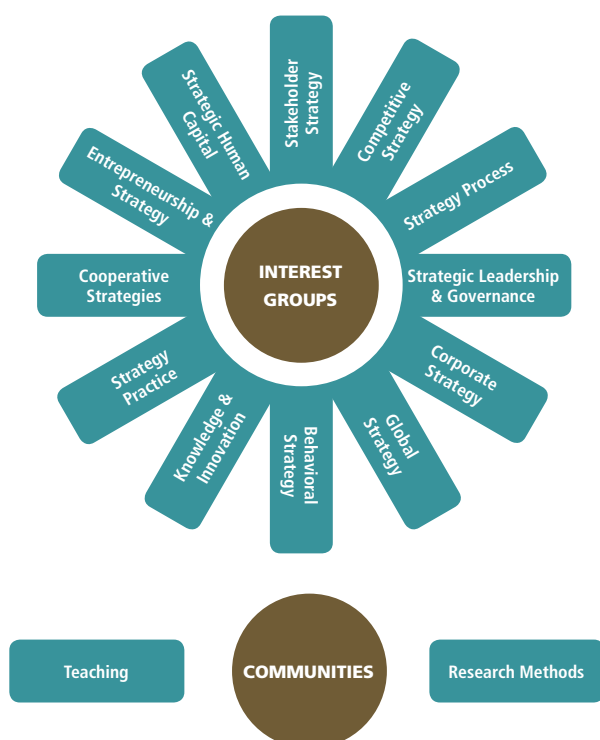 Stakeholder
Strategy
Competitive
Strategy
Strategy Process
Strategic Leadership
& Governance
Corporate
Strategy
Global
Strategy
Behavioral
Strategy
Knowledge &
Innovation
Strategy
Practice
Cooperative
Strategies
Entrepreneurship &
Strategy
Strategic Human
Capital
INTEREST
GROUPS
Teaching
COMMUNITIES
Research Methods